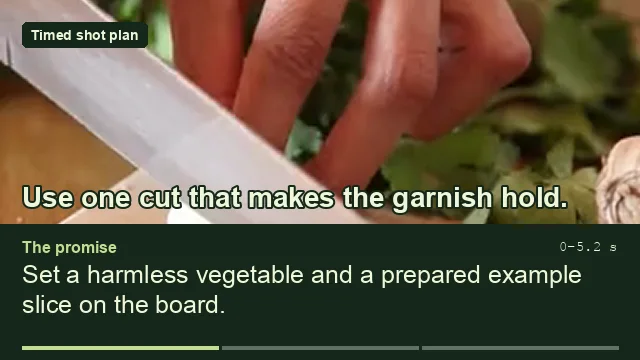 Timed shot plan
Use one cut that makes the garnish hold.
The promise
0–5.2 s
Set a harmless vegetable and a prepared example
slice on the board.